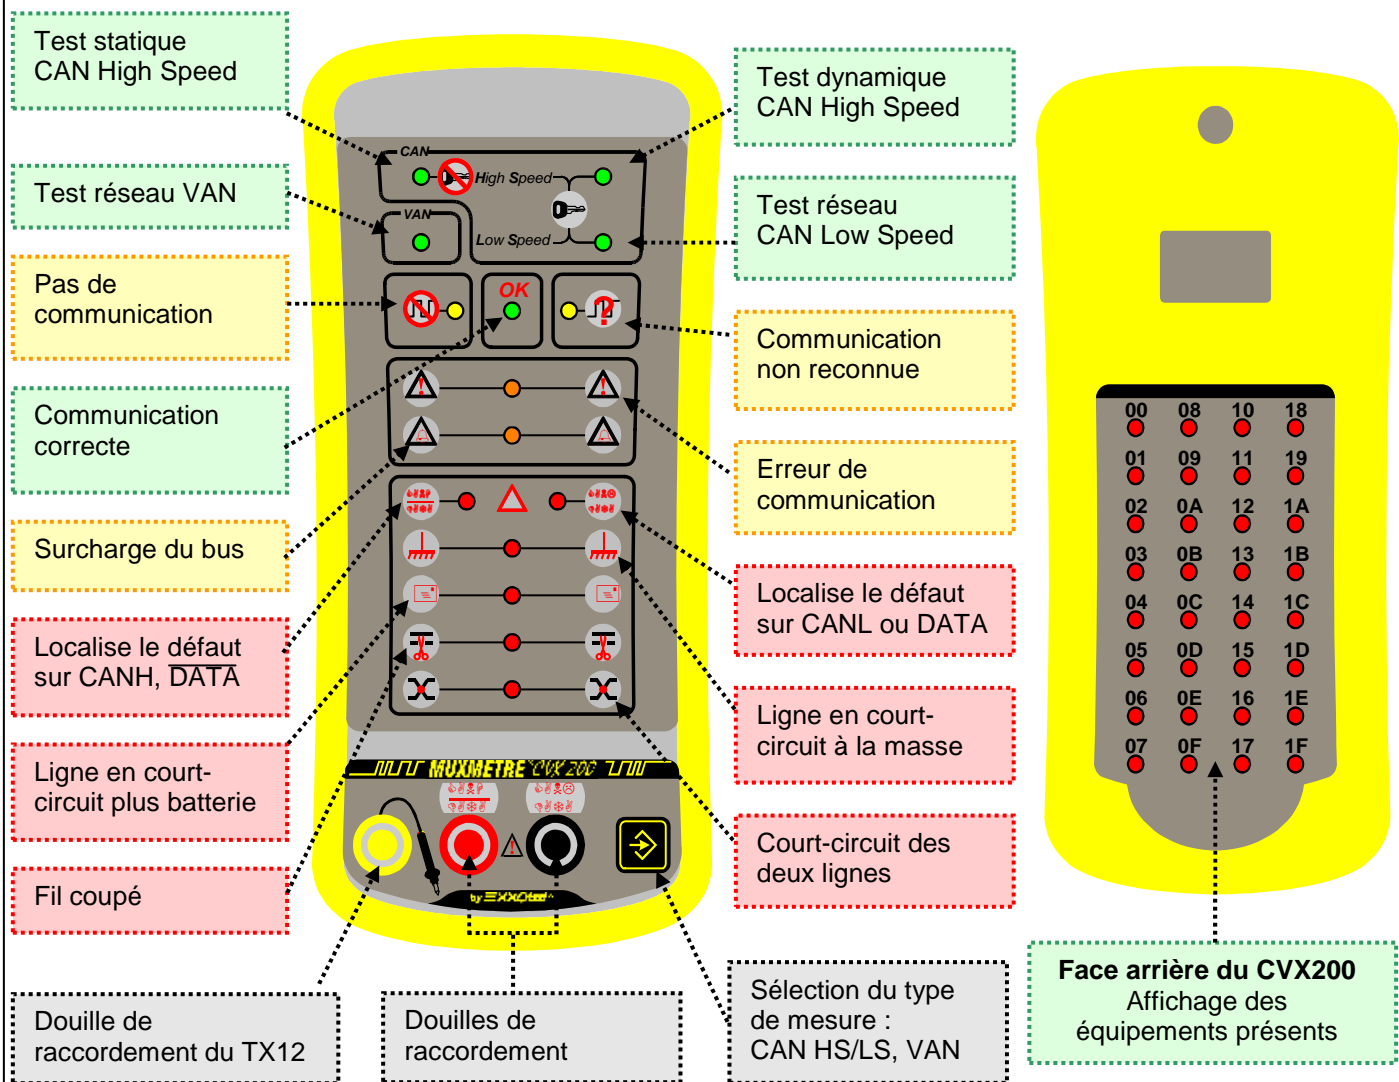 Test statique
CAN High Speed
Test dynamique
CAN High Speed
CAN
High Speed
Test réseau VAN
VAN
Low Speed
Test réseau
CAN Low Speed
Pas de
communication
OK
?
Communication
non reconnue
Communication
correcte
Erreur de
communication
Surcharge du bus
Localise le défaut
sur CANL ou DATA
Localise le défaut
sur CANH, D̅A̅T̅A̅
Ligne en court-
circuit à la masse
Ligne en court-
circuit plus batterie
MUXMETRE CVX 200
Court-circuit des
deux lignes
Fil coupé
by EXXOtest
Douille de
raccordement du TX12
Douilles de
raccordement
Sélection du type
de mesure :
CAN HS/LS, VAN
00 08 10 18
01 09 11 19
02 0A 12 1A
03 0B 13 1B
04 0C 14 1C
05 0D 15 1D
06 0E 16 1E
07 0F 17 1F
Face arrière du CVX200
Affichage des
équipements présents